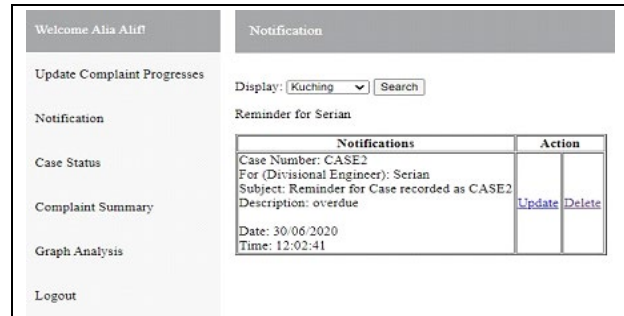 Welcome Alia Alif!
Update Complaint Progresses
Notification
Case Status
Complaint Summary
Graph Analysis
Logout
Notification
Display: Kuching Search
Reminder for Serian
Notifications Action
Case Number: CASE2
For (Divisional Engineer): Serian
Subject: Reminder for Case recorded as CASE2
Description: overdue
Update Delete
Date: 30/06/2020
Time: 12:02:41